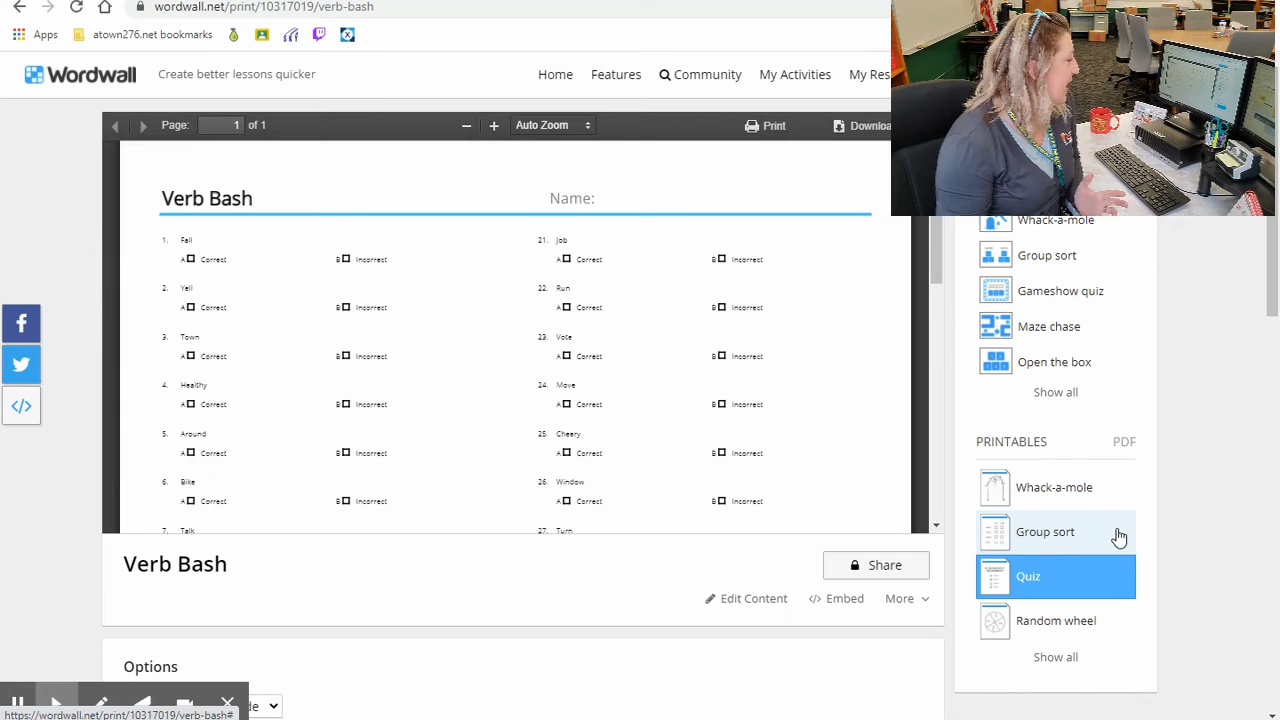 wordwall.net/print/10317019/verb-bash
Apps atown276.net bookmarks
Wordwall Create better lessons quicker Home Features Community My Activities My Res
Page: 1 of 1 Auto Zoom Print Downloa
Verb Bash Name:
1. Fall
A Correct B Incorrect
2. Yell
A Correct B Incorrect
3. Town
A Correct B Incorrect
4. Healthy
A Correct B Incorrect
5. Around
A Correct B Incorrect
6. Bike
A Correct B Incorrect
7. Talk
21. Job
A Correct B Incorrect
22. Run
A Correct B Incorrect
23. Vote
A Correct B Incorrect
24. Move
A Correct B Incorrect
25. Cheery
A Correct B Incorrect
26. Window
A Correct B Incorrect
27. Turn
Verb Bash
Share
Edit Content </> Embed More
Options
de
Whack-a-mole
Group sort
Gameshow quiz
Maze chase
Open the box
Show all
PRINTABLES PDF
Whack-a-mole
Group sort
Quiz
Random wheel
Show all
https://wordwall.net/print/10317019/verb-bash#